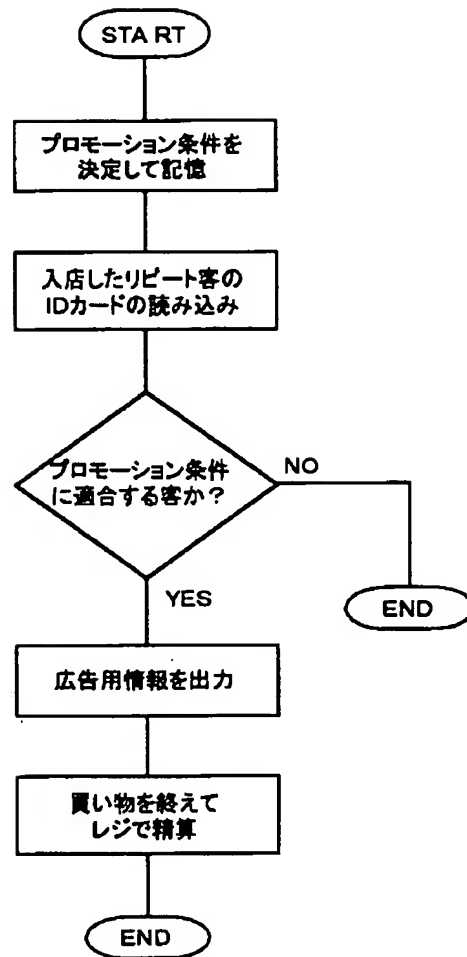 START
プロモーション条件を
決定して記憶
入店したリピート客の
IDカードの読み込み
プロモーション条件
に適合する客か？
NO
YES
END
広告用情報を出力
買い物を終えて
レジで精算
END